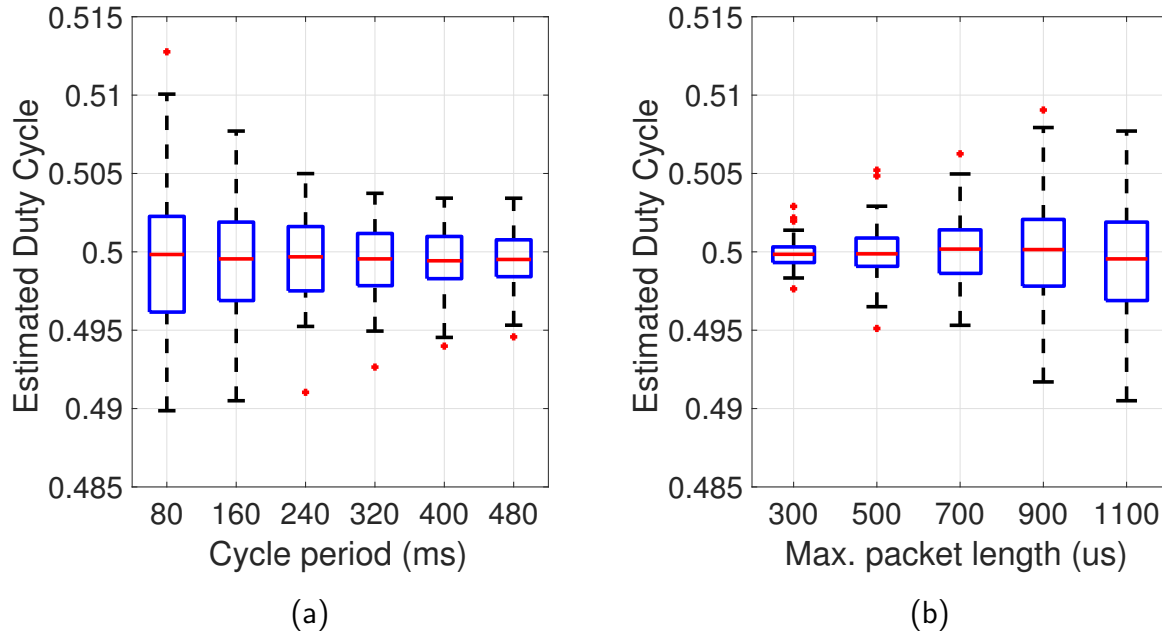 0.515
0.51
0.505
0.5
0.495
0.49
0.485
Estimated Duty Cycle
80 160 240 320 400 480
Cycle period (ms)
(a)
0.515
0.51
0.505
0.5
0.495
0.49
0.485
Estimated Duty Cycle
300 500 700 900 1100
Max. packet length (us)
(b)